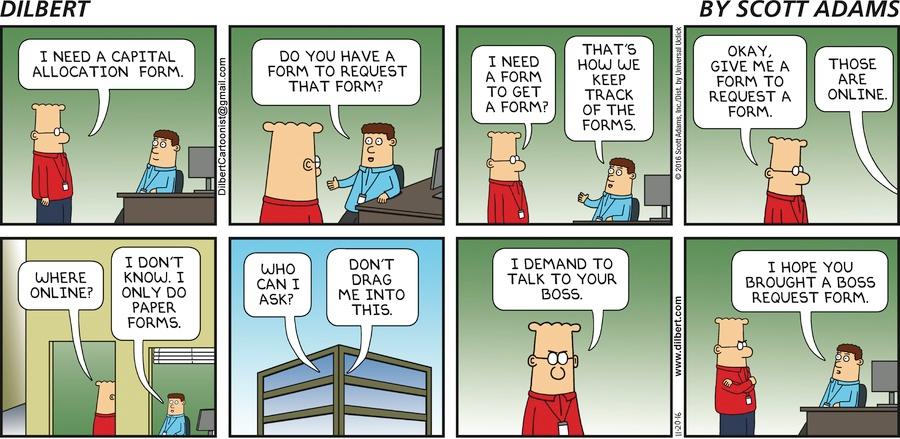 DILBERT
BY SCOTT ADAMS
I NEED A CAPITAL
ALLOCATION FORM.
DilbertCartoonist@gmail.com
DO YOU HAVE A
FORM TO REQUEST
THAT FORM?
I NEED
A FORM
TO GET
A FORM?
THAT'S
HOW WE
KEEP
TRACK
OF THE
FORMS.
© 2016 Scott Adams, Inc./Dist. by Universal Uclick
OKAY,
GIVE ME A
FORM TO
REQUEST A
FORM.
THOSE
ARE
ONLINE.
WHERE
ONLINE?
I DON'T
KNOW. I
ONLY DO
PAPER
FORMS.
WHO
CAN I
ASK?
DON'T
DRAG
ME INTO
THIS.
I DEMAND TO
TALK TO YOUR
BOSS.
11-20-16
www.dilbert.com
I HOPE YOU
BROUGHT A BOSS
REQUEST FORM.